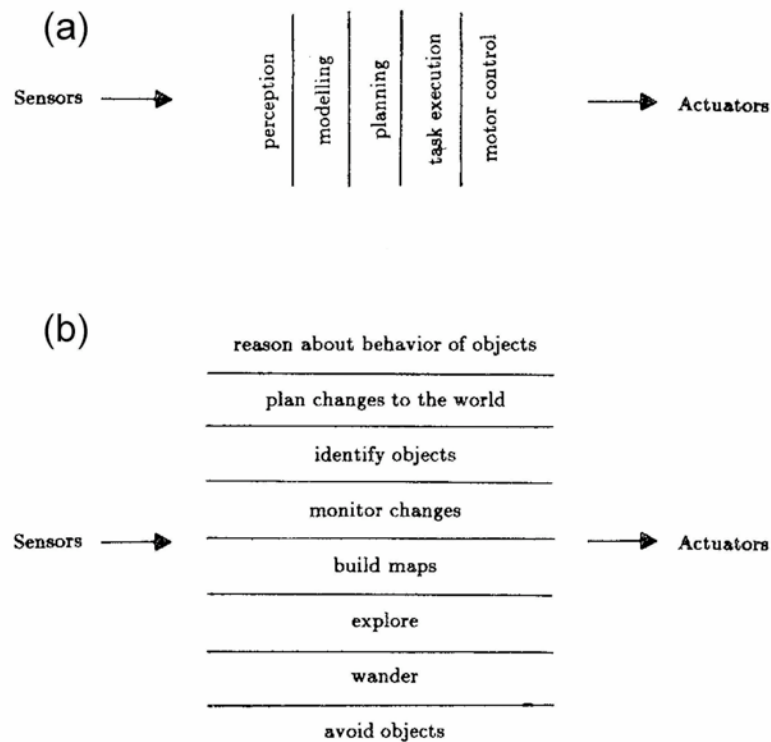 (a)
Sensors
perception
modelling
planning
task execution
motor control
Actuators
(b)
reason about behavior of objects
plan changes to the world
identify objects
monitor changes
Sensors
Actuators
build maps
explore
wander
avoid objects